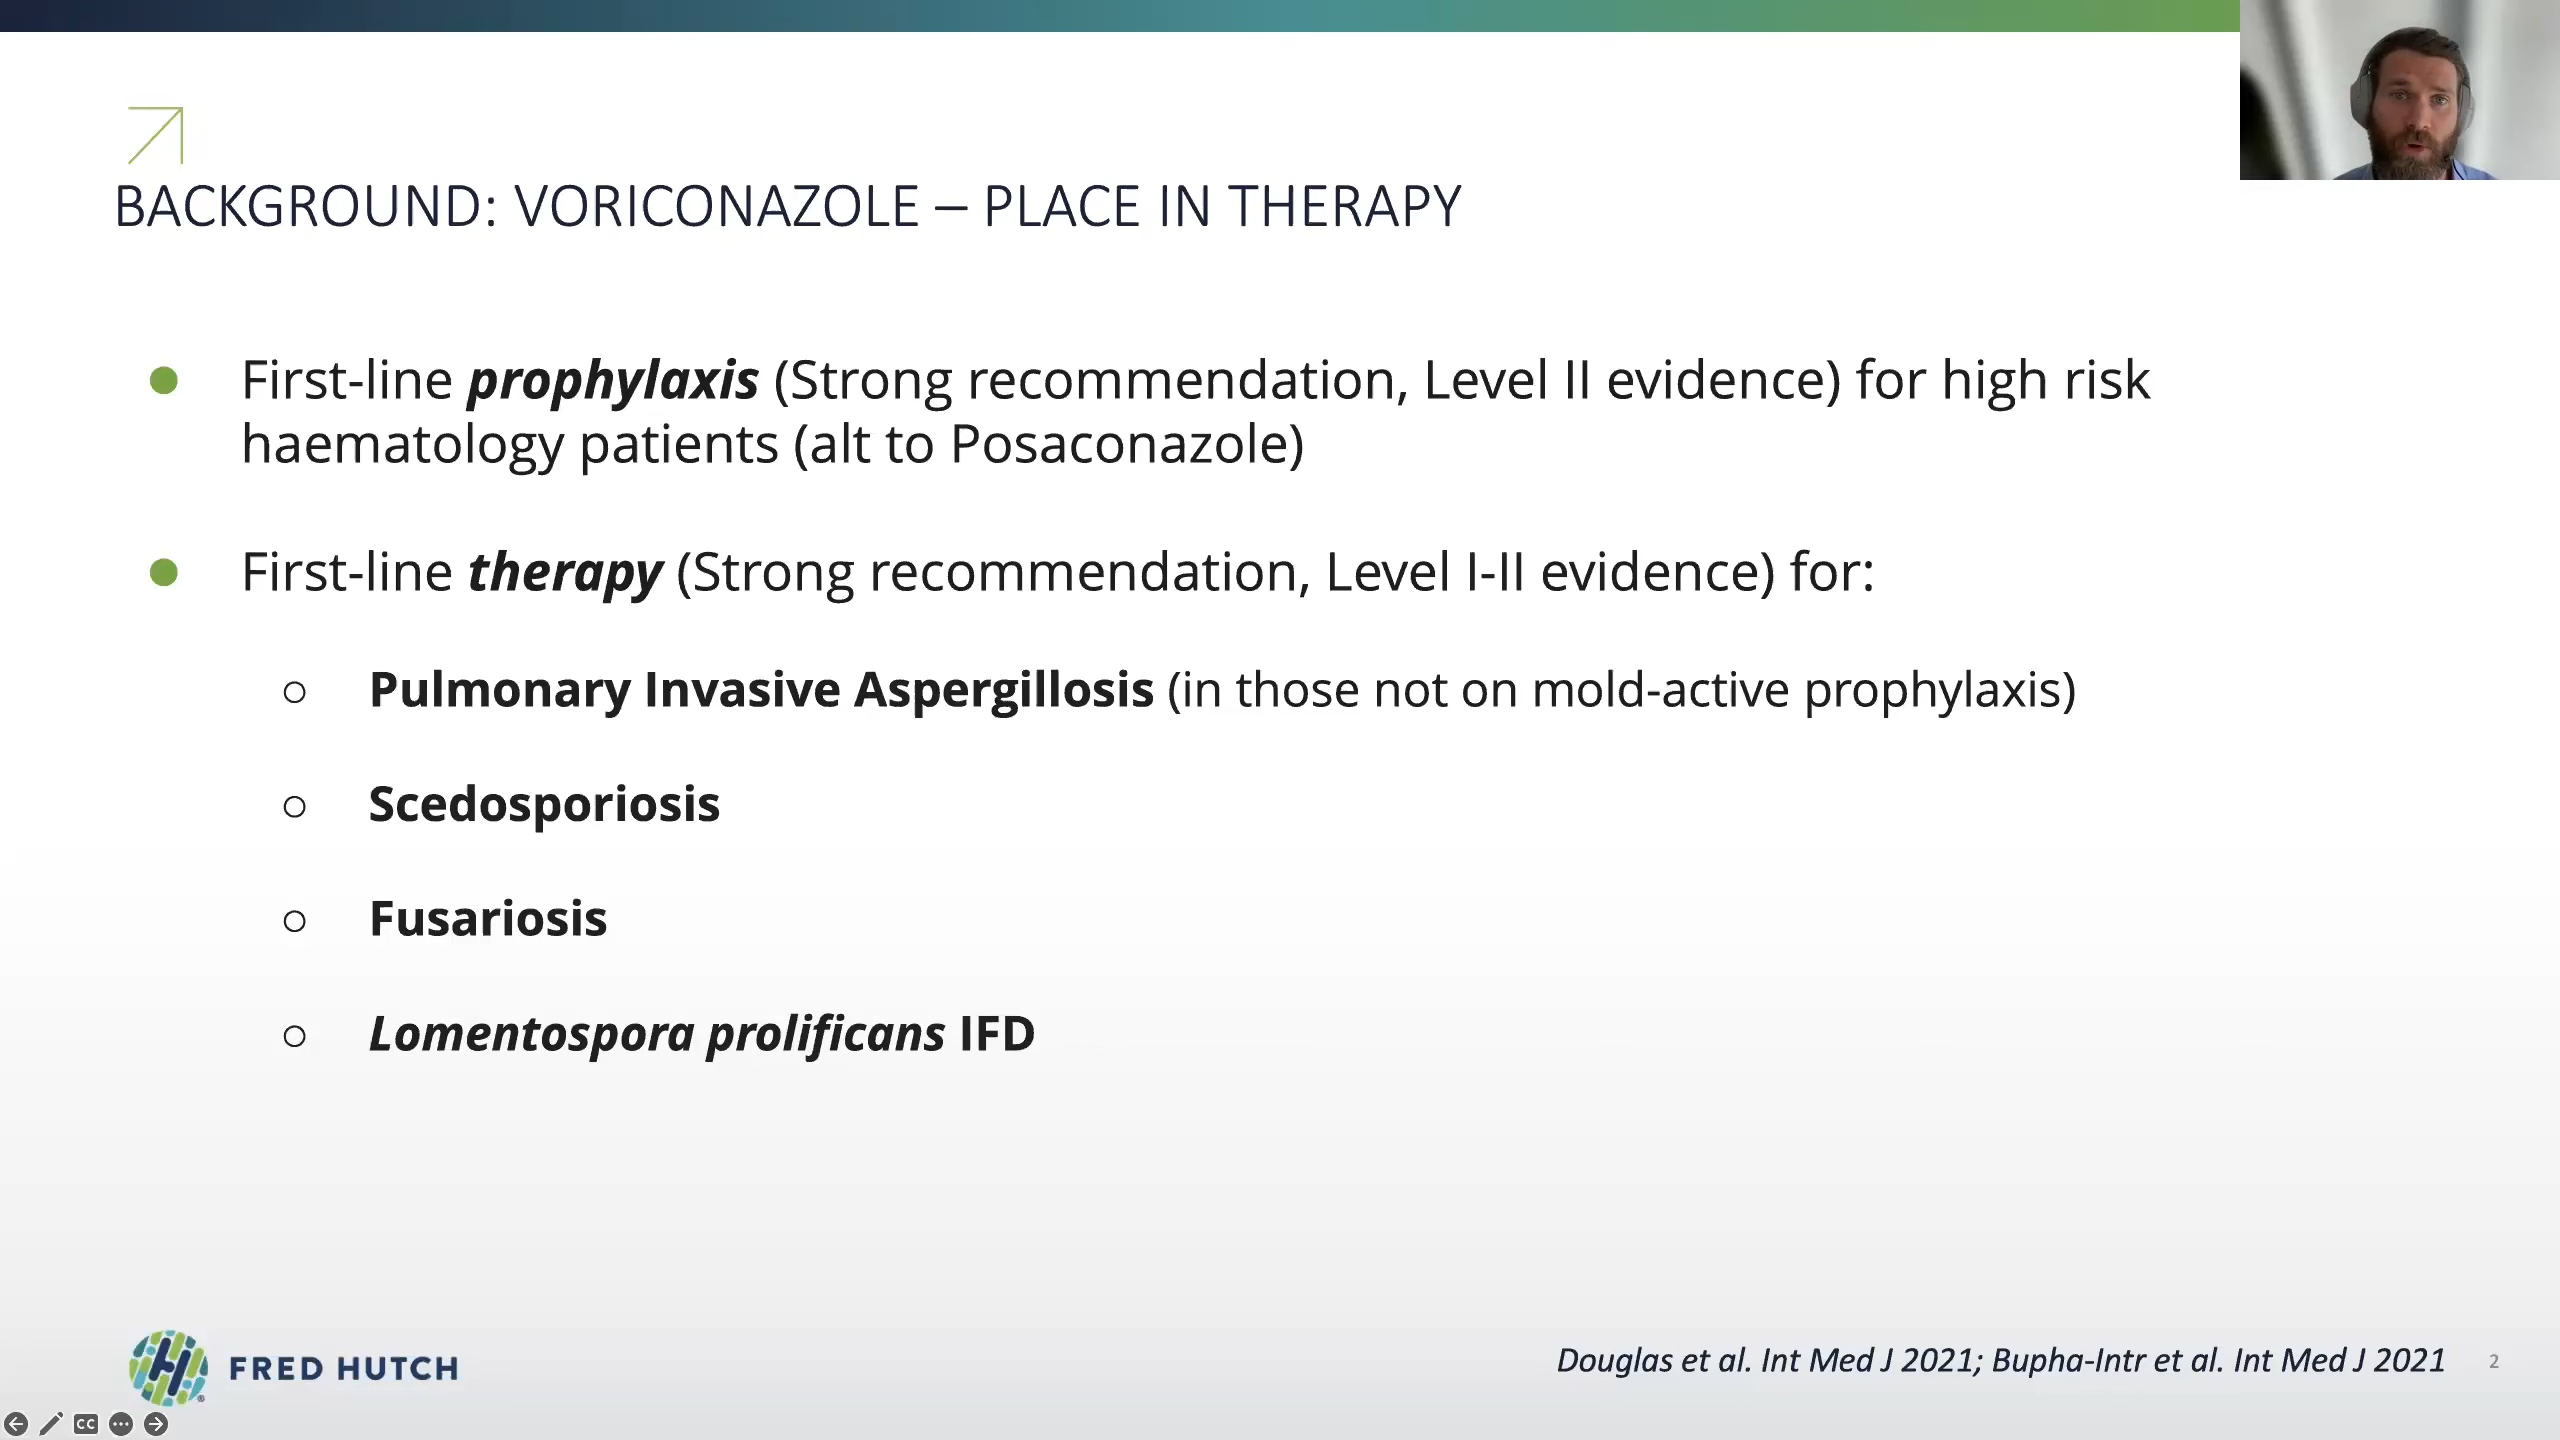 BACKGROUND: VORICONAZOLE – PLACE IN THERAPY
First-line prophylaxis (Strong recommendation, Level II evidence) for high risk
haematology patients (alt to Posaconazole)
First-line therapy (Strong recommendation, Level I-II evidence) for:
Pulmonary Invasive Aspergillosis (in those not on mold-active prophylaxis)
Scedosporiosis
Fusariosis
Lomentospora prolificans IFD
FRED HUTCH
Douglas et al. Int Med J 2021; Bupha-Intr et al. Int Med J 2021
2
CC